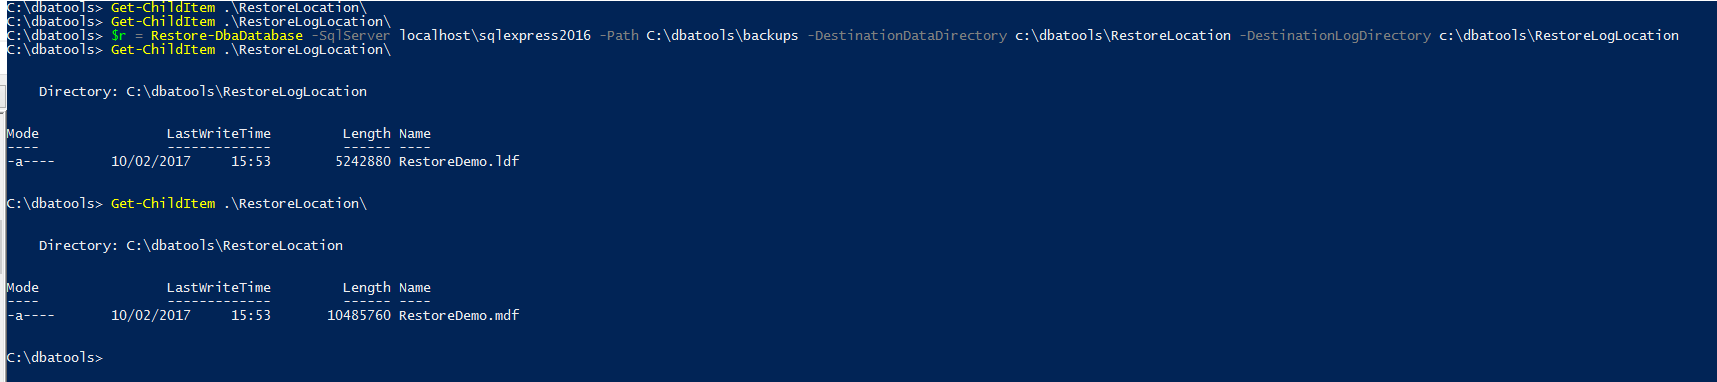 C:\dbatools> Get-ChildItem .\RestoreLocation\
C:\dbatools> Get-ChildItem .\RestoreLogLocation\
C:\dbatools> $r = Restore-DbaDatabase -SqlServer localhost\sqlexpress2016 -Path C:\dbatools\backups -DestinationDataDirectory c:\dbatools\RestoreLocation -DestinationLogDirectory c:\dbatools\RestoreLogLocation
C:\dbatools> Get-ChildItem .\RestoreLogLocation\
Directory: C:\dbatools\RestoreLogLocation
Mode LastWriteTime Length Name
---- ------------- ------ ----
-a---- 10/02/2017 15:53 5242880 RestoreDemo.ldf
C:\dbatools> Get-ChildItem .\RestoreLocation\
Directory: C:\dbatools\RestoreLocation
Mode LastWriteTime Length Name
---- ------------- ------ ----
-a---- 10/02/2017 15:53 10485760 RestoreDemo.mdf
C:\dbatools>